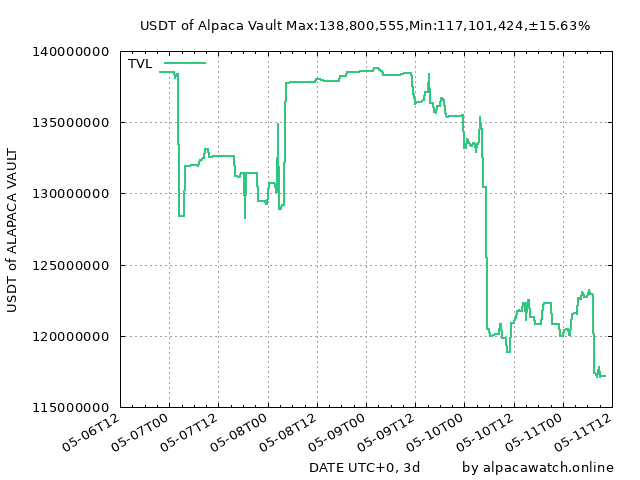 USDT of Alpaca Vault Max:138,800,555,Min:117,101,424,±15.63%
TVL
140000000
135000000
130000000
125000000
120000000
115000000
USDT of ALAPACA VAULT
05-06T12
05-07T00
05-07T12
05-08T00
05-08T12
05-09T00
05-09T12
05-10T00
05-10T12
05-11T00
05-11T12
DATE UTC+0, 3d by alpacawatch.online